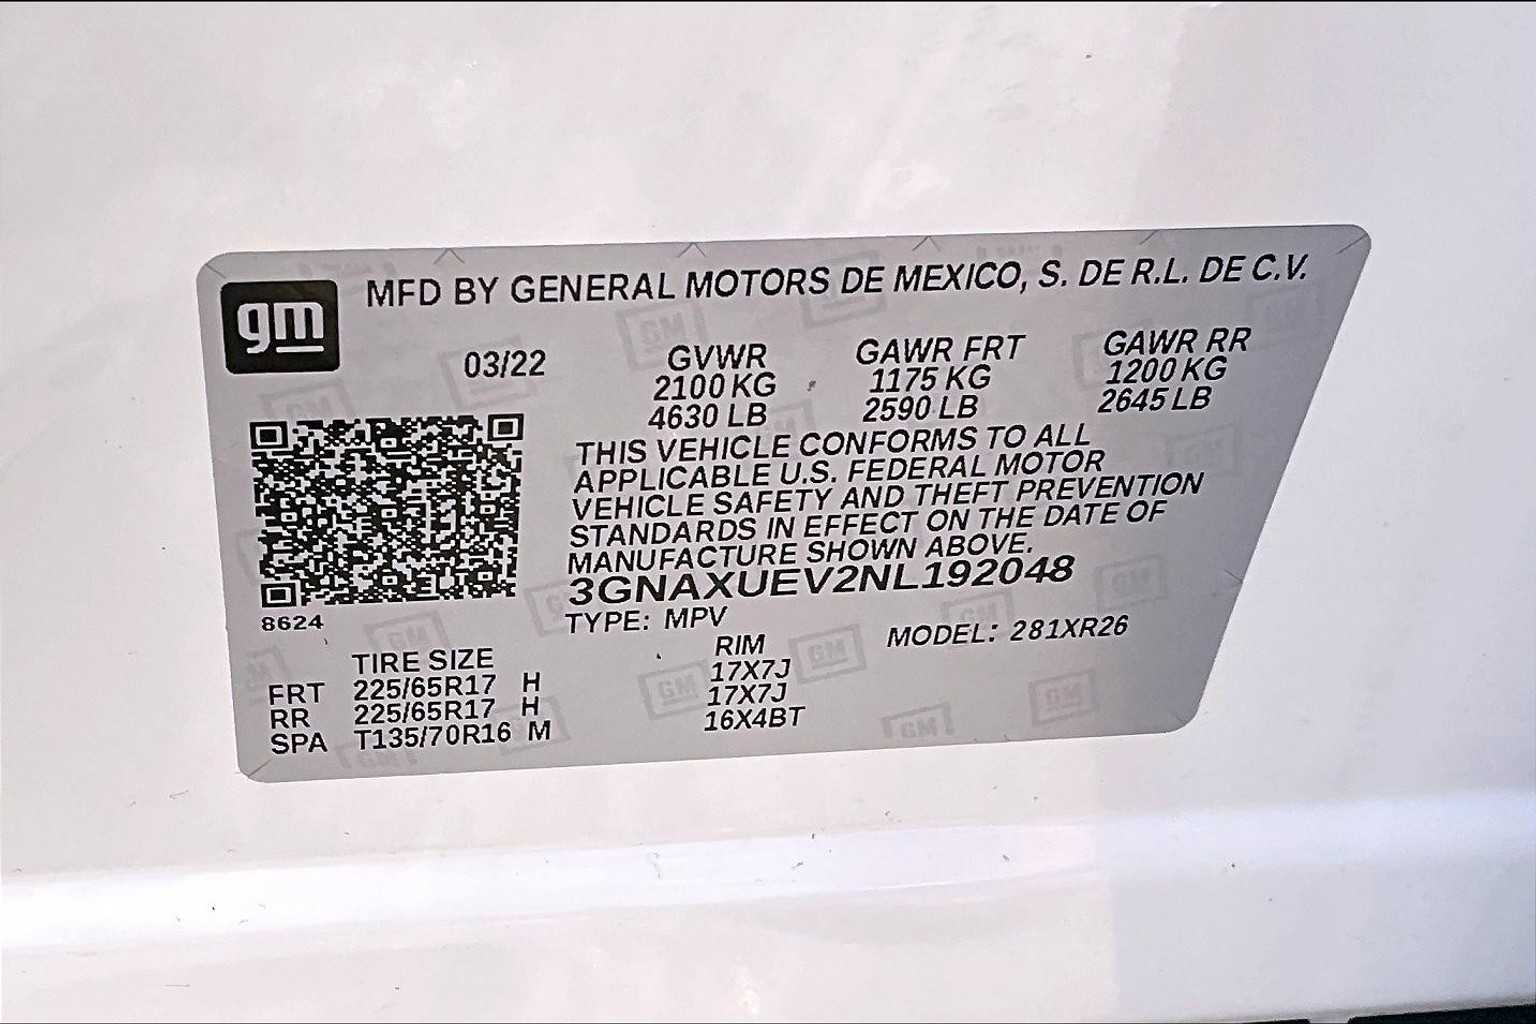 gm
MFD BY GENERAL MOTORS DE MEXICO, S. DE R.L. DE C.V.
03/22 GVWR GAWR FRT GAWR RR
2100 KG 1175 KG 1200 KG
4630 LB 2590 LB 2645 LB
THIS VEHICLE CONFORMS TO ALL
APPLICABLE U.S. FEDERAL MOTOR
VEHICLE SAFETY AND THEFT PREVENTION
STANDARDS IN EFFECT ON THE DATE OF
MANUFACTURE SHOWN ABOVE.
3GNAXUEV2NL192048
8624
TYPE: MPV MODEL: 281XR26
TIRE SIZE RIM
FRT 225/65R17 H 17X7J
RR 225/65R17 H 17X7J
SPA T135/70R16 M 16X4BT